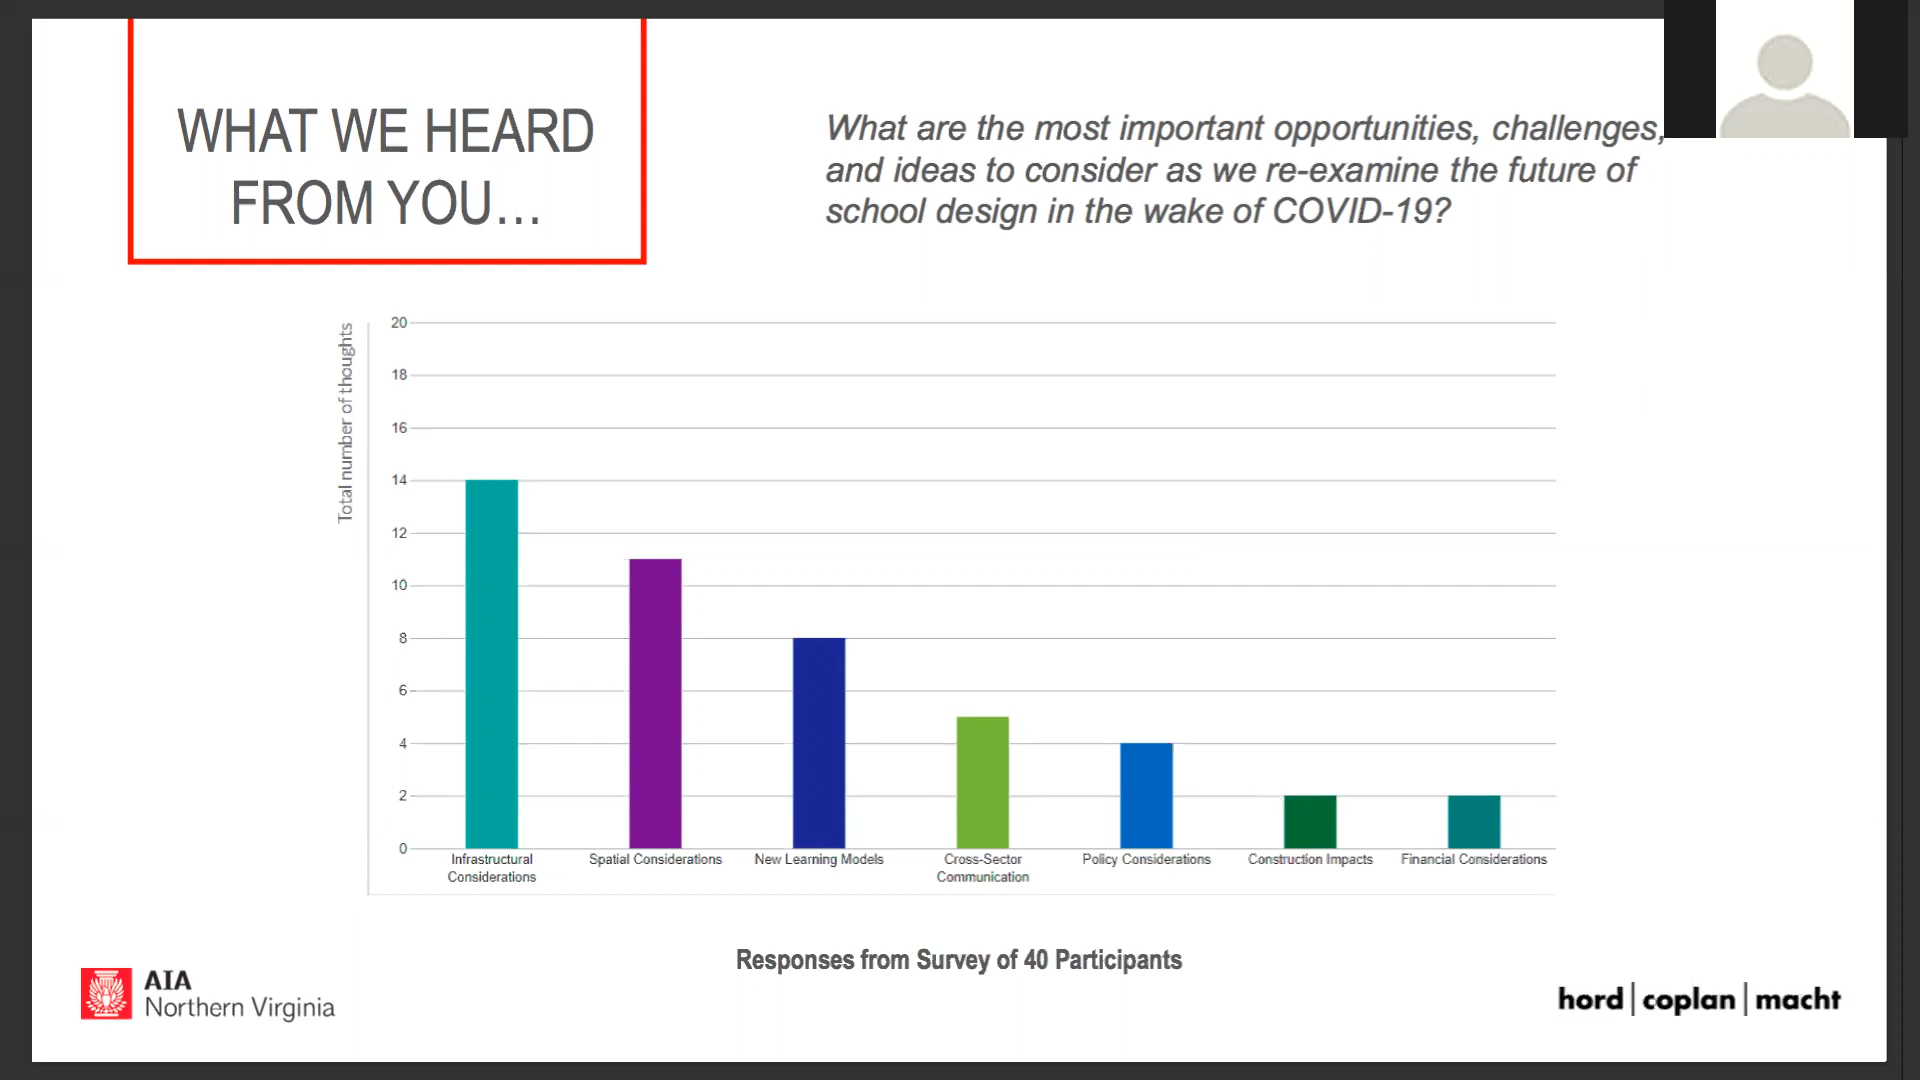 WHAT WE HEARD
FROM YOU...
What are the most important opportunities, challenges,
and ideas to consider as we re-examine the future of
school design in the wake of COVID-19?
Total number of thoughts
20
18
16
14
12
10
8
6
4
2
0
Infrastructural
Considerations
Spatial Considerations
New Learning Models
Cross-Sector
Communication
Policy Considerations
Construction Impacts
Financial Considerations
Responses from Survey of 40 Participants
AIA
Northern Virginia
hord|coplan|macht